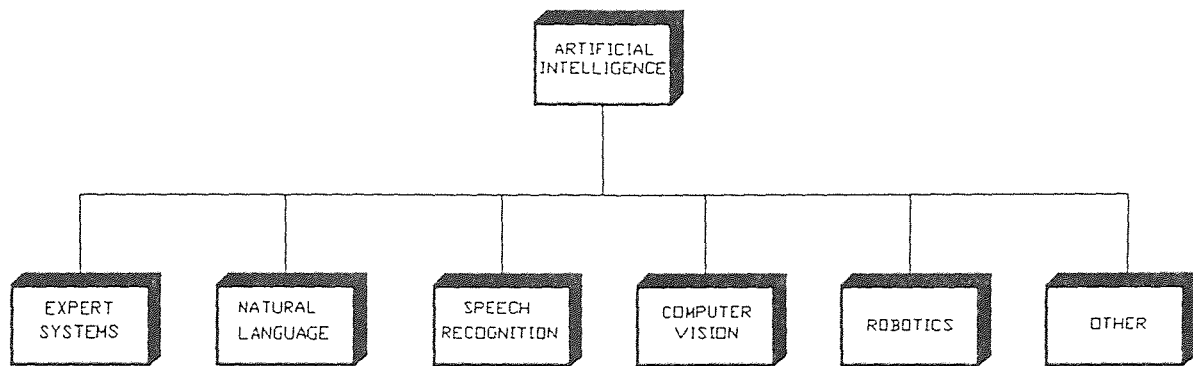 ARTIFICIAL
INTELLIGENCE
EXPERT
SYSTEMS
NATURAL
LANGUAGE
SPEECH
RECOGNITION
COMPUTER
VISION
ROBOTICS
OTHER